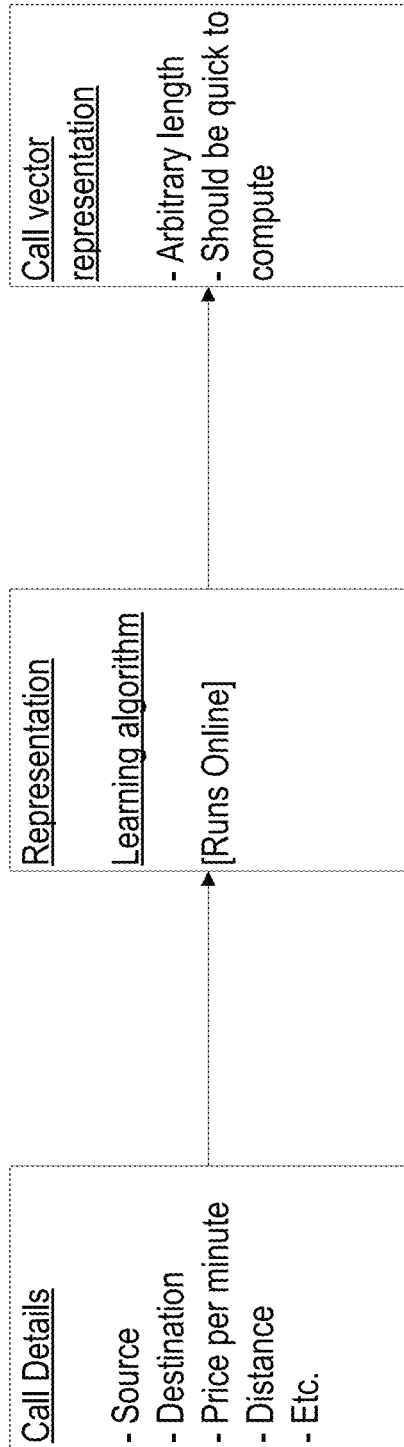 Call Details
- Source
- Destination
- Price per minute
- Distance
- Etc.
Representation
Learning algorithm
[Runs Online]
Call vector
representation
- Arbitrary length
- Should be quick to
compute